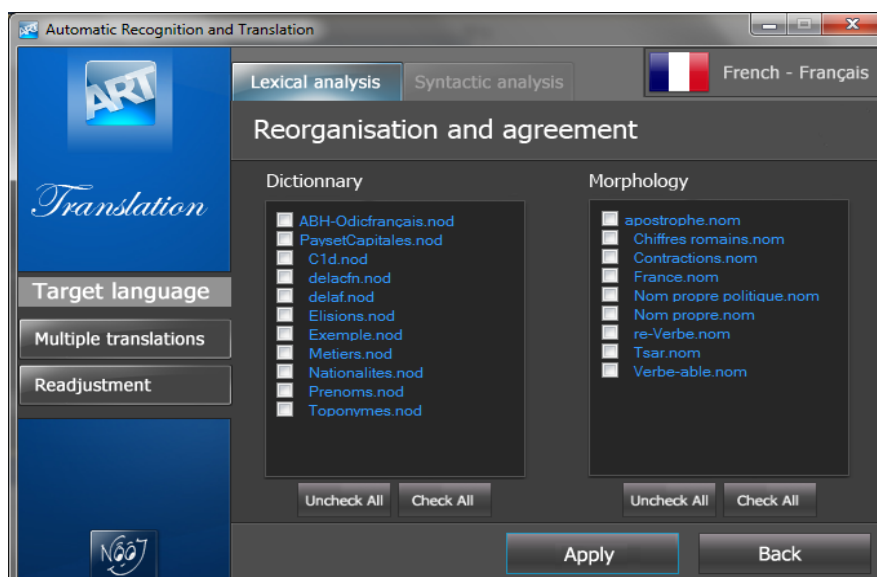 Automatic Recognition and Translation
ART
Translation
Target language
Multiple translations
Readjustment
NooJ
Lexical analysis
Syntactic analysis
French - Français
Reorganisation and agreement
Dictionnary
ABH-Odicfrançais.nod
PaysetCapitales.nod
C1d.nod
delacfn.nod
delaf.nod
Elisions.nod
Exemple.nod
Metiers.nod
Nationalites.nod
Prenoms.nod
Toponymes.nod
Uncheck All
Check All
Morphology
apostrophe.nom
Chiffres romains.nom
Contractions.nom
France.nom
Nom propre politique.nom
Nom propre.nom
re-Verbe.nom
Tsar.nom
Verbe-able.nom
Uncheck All
Check All
Apply
Back